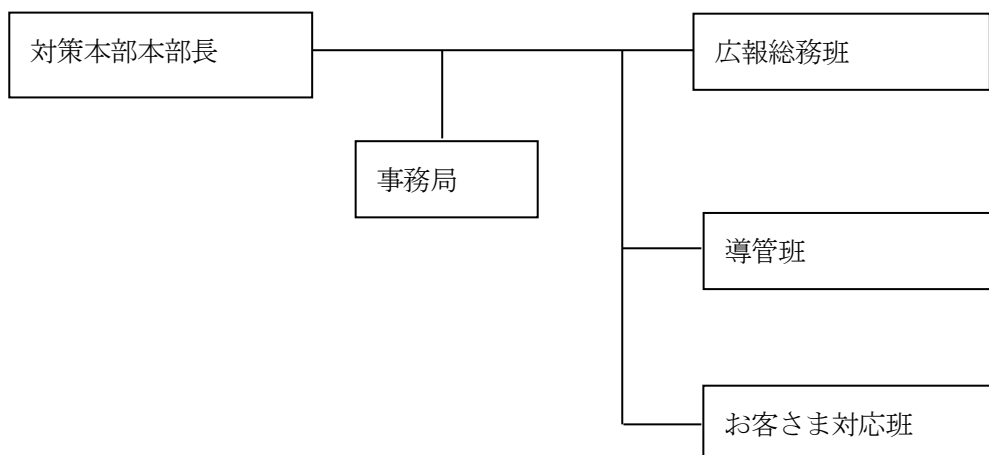 対策本部本部長
広報総務班
事務局
導管班
お客さま対応班